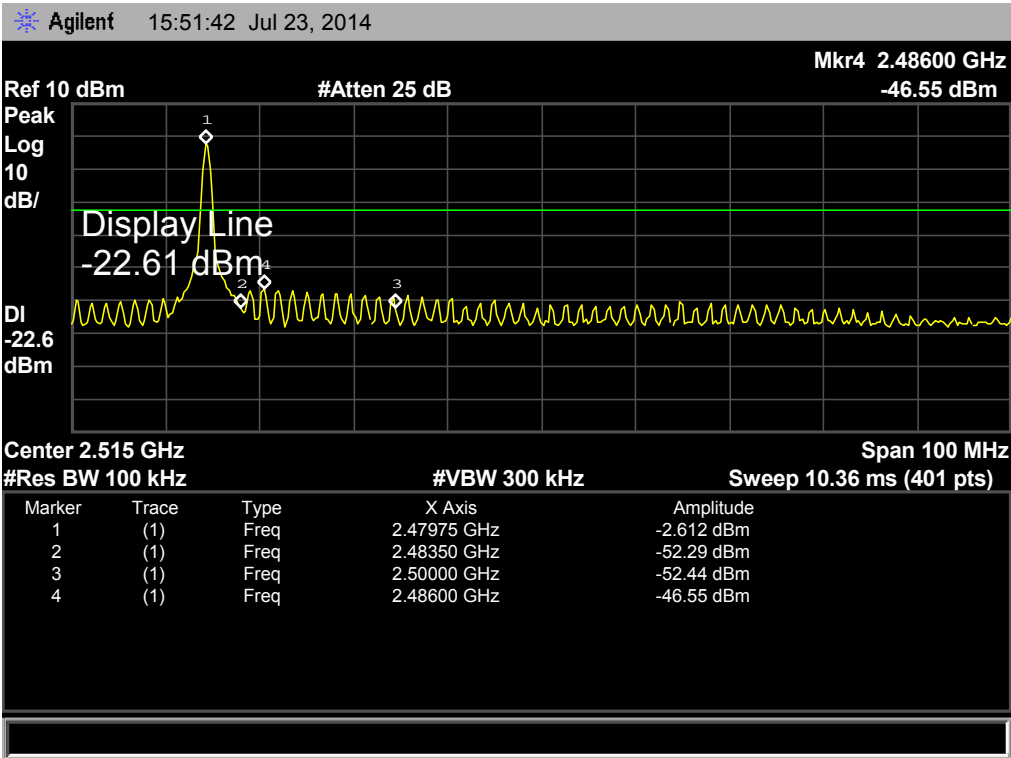 Agilent 15:51:42 Jul 23, 2014
Mkr4 2.48600 GHz
Ref 10 dBm #Atten 25 dB -46.55 dBm
Peak
Log
10
dB/
1
Display Line
-22.61 dBm
4
2
3
DI
-22.6
dBm
Center 2.515 GHz Span 100 MHz
#Res BW 100 kHz #VBW 300 kHz Sweep 10.36 ms (401 pts)
Marker Trace Type X Axis Amplitude
1 (1) Freq 2.47975 GHz -2.612 dBm
2 (1) Freq 2.48350 GHz -52.29 dBm
3 (1) Freq 2.50000 GHz -52.44 dBm
4 (1) Freq 2.48600 GHz -46.55 dBm